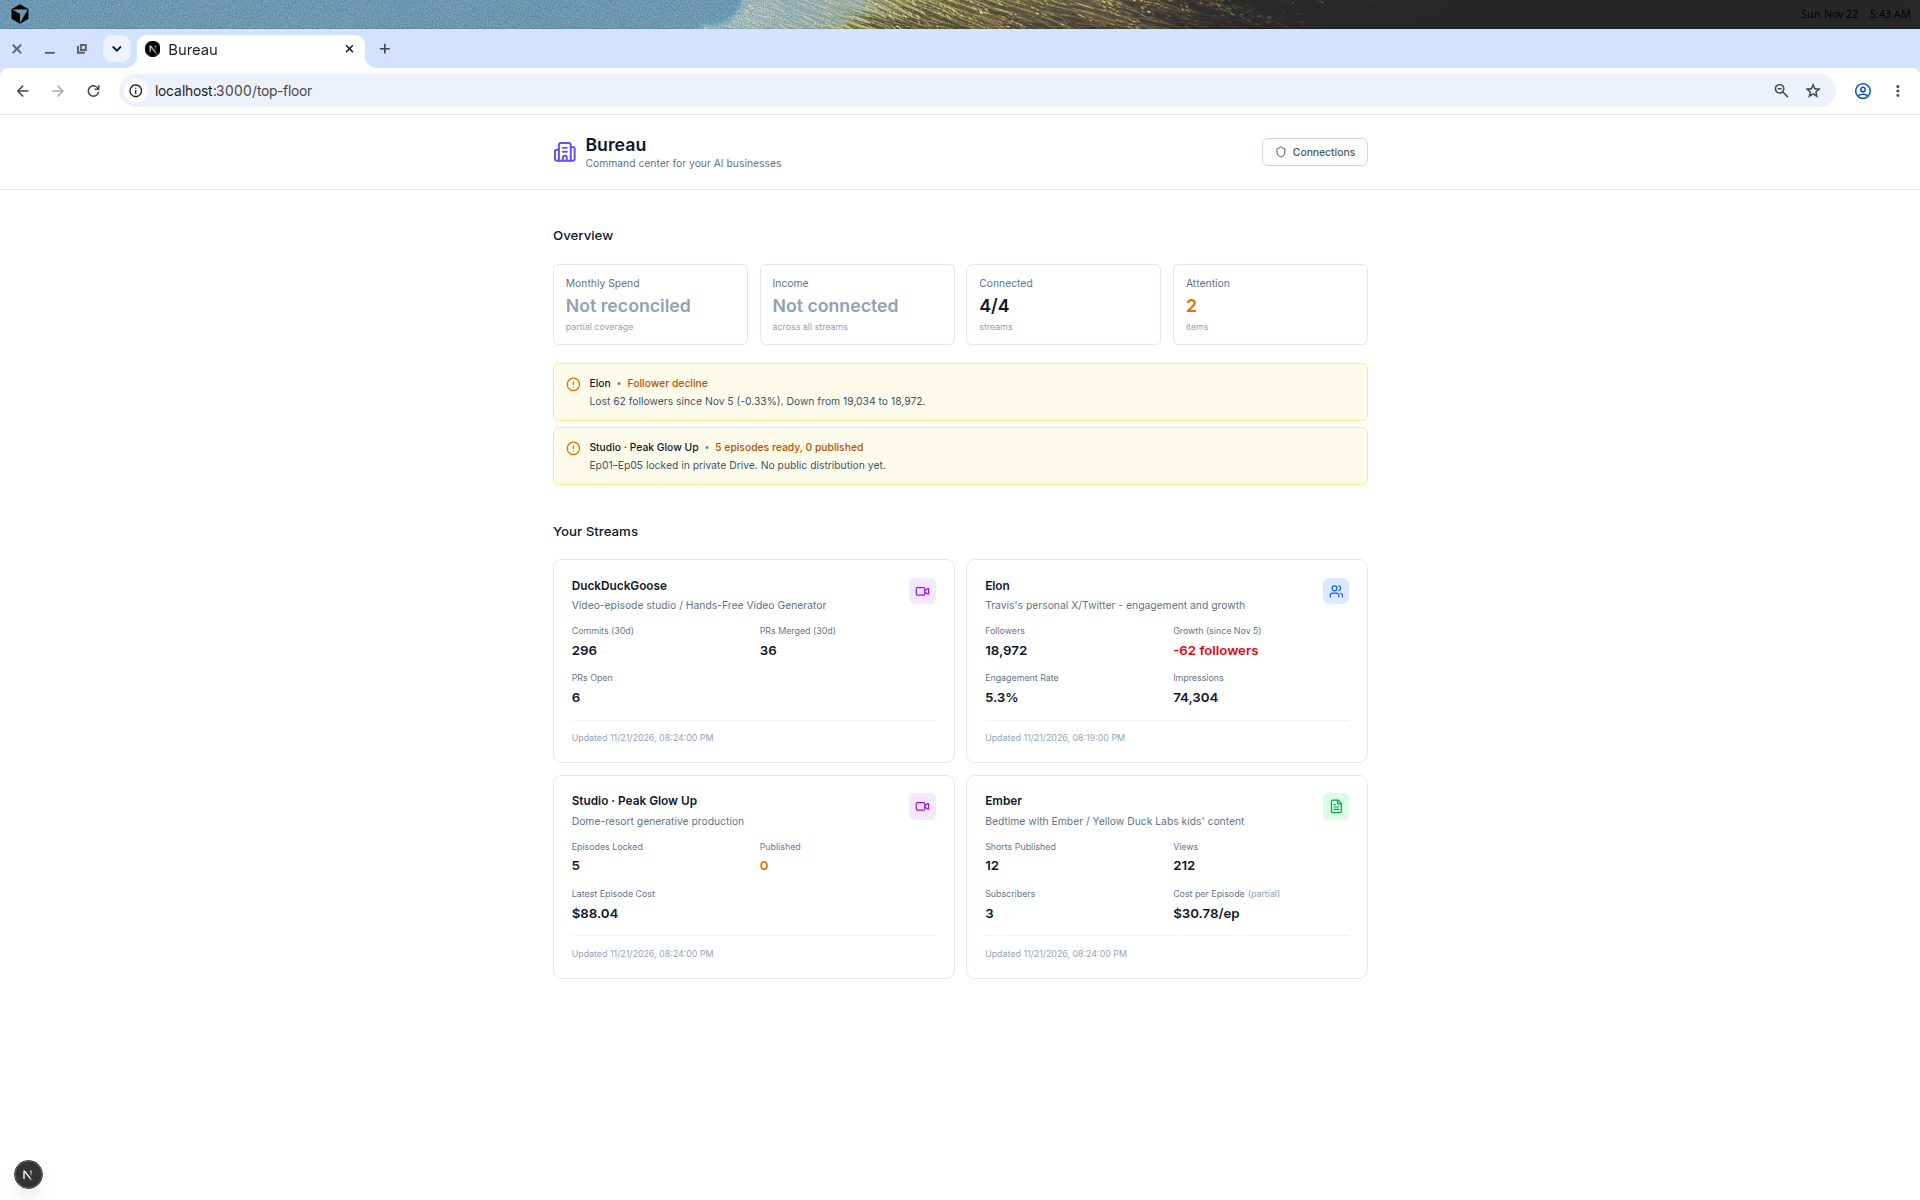 Sun Nov 22 5:43 AM
Bureau
localhost:3000/top-floor
Bureau
Command center for your AI businesses
Connections
Overview
Monthly Spend
Not reconciled
partial coverage
Income
Not connected
across all streams
Connected
4/4
streams
Attention
2
items
Elon • Follower decline
Lost 62 followers since Nov 5 (-0.33%). Down from 19,034 to 18,972.
Studio · Peak Glow Up • 5 episodes ready, 0 published
Ep01–Ep05 locked in private Drive. No public distribution yet.
Your Streams
DuckDuckGoose
Video-episode studio / Hands-Free Video Generator
Commits (30d)
296
PRs Merged (30d)
36
PRs Open
6
Updated 11/21/2026, 08:24:00 PM
Elon
Travis's personal X/Twitter - engagement and growth
Followers
18,972
Growth (since Nov 5)
-62 followers
Engagement Rate
5.3%
Impressions
74,304
Updated 11/21/2026, 08:19:00 PM
Studio · Peak Glow Up
Dome-resort generative production
Episodes Locked
5
Published
0
Latest Episode Cost
$88.04
Updated 11/21/2026, 08:24:00 PM
Ember
Bedtime with Ember / Yellow Duck Labs kids' content
Shorts Published
12
Views
212
Subscribers
3
Cost per Episode (partial)
$30.78/ep
Updated 11/21/2026, 08:24:00 PM
N